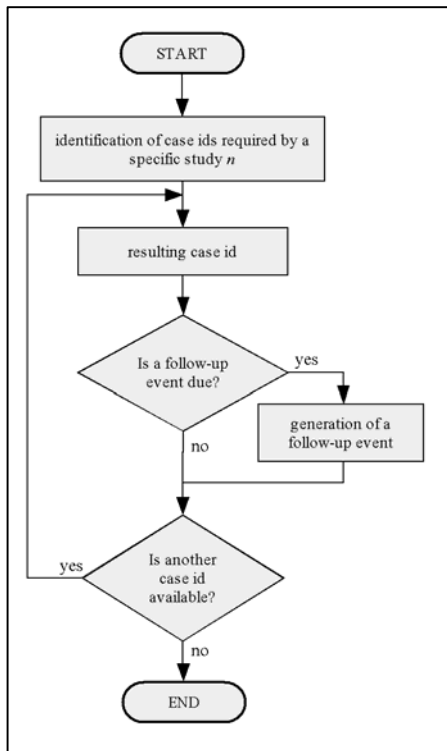 START
identification of case ids required by a
specific study n
resulting case id
Is a follow-up
event due?
yes
generation of a
follow-up event
no
Is another
case id
available?
yes
no
END